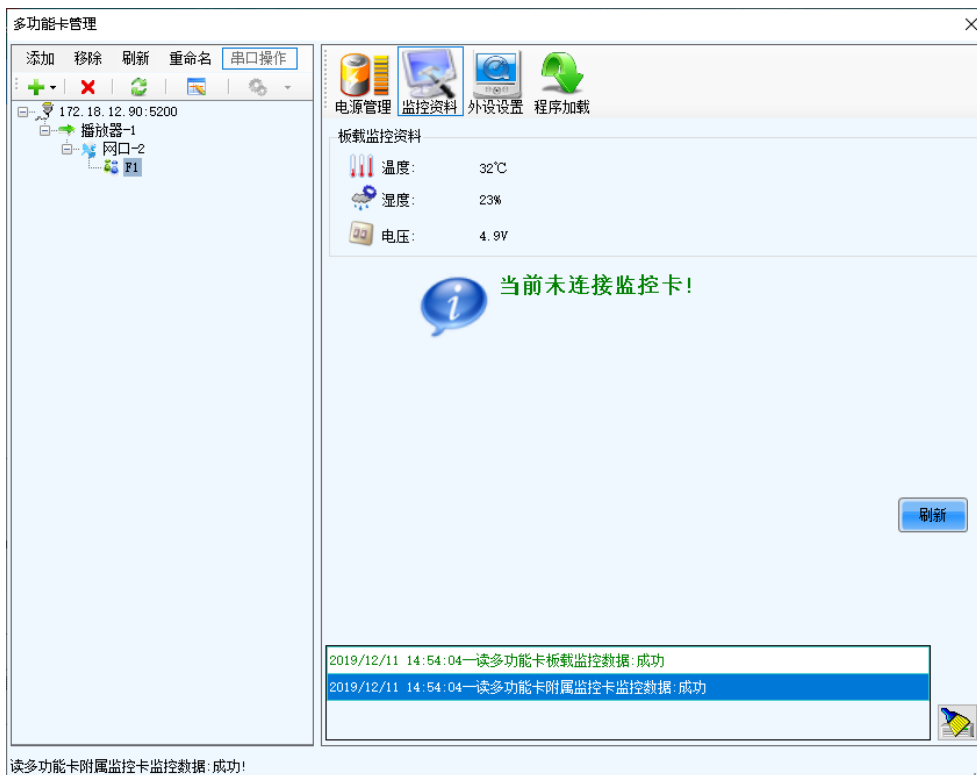 多功能卡管理
添加 移除 刷新 重命名 串口操作
172.18.12.90:5200
播放器-1
网口-2
F1
电源管理 监控资料 外设设置 程序加载
板载监控资料
温度: 32℃
湿度: 23%
电压: 4.9V
当前未连接监控卡!
刷新
2019/12/11 14:54:04—读多功能卡板载监控数据:成功
2019/12/11 14:54:04—读多功能卡附属监控卡监控数据:成功
读多功能卡附属监控卡监控数据:成功!